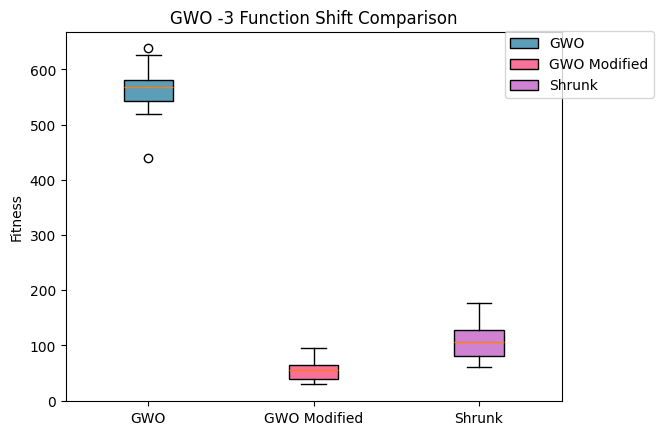 GWO -3 Function Shift Comparison
GWO
GWO Modified
Shrunk
Fitness
600
500
400
300
200
100
0
GWO
GWO Modified
Shrunk